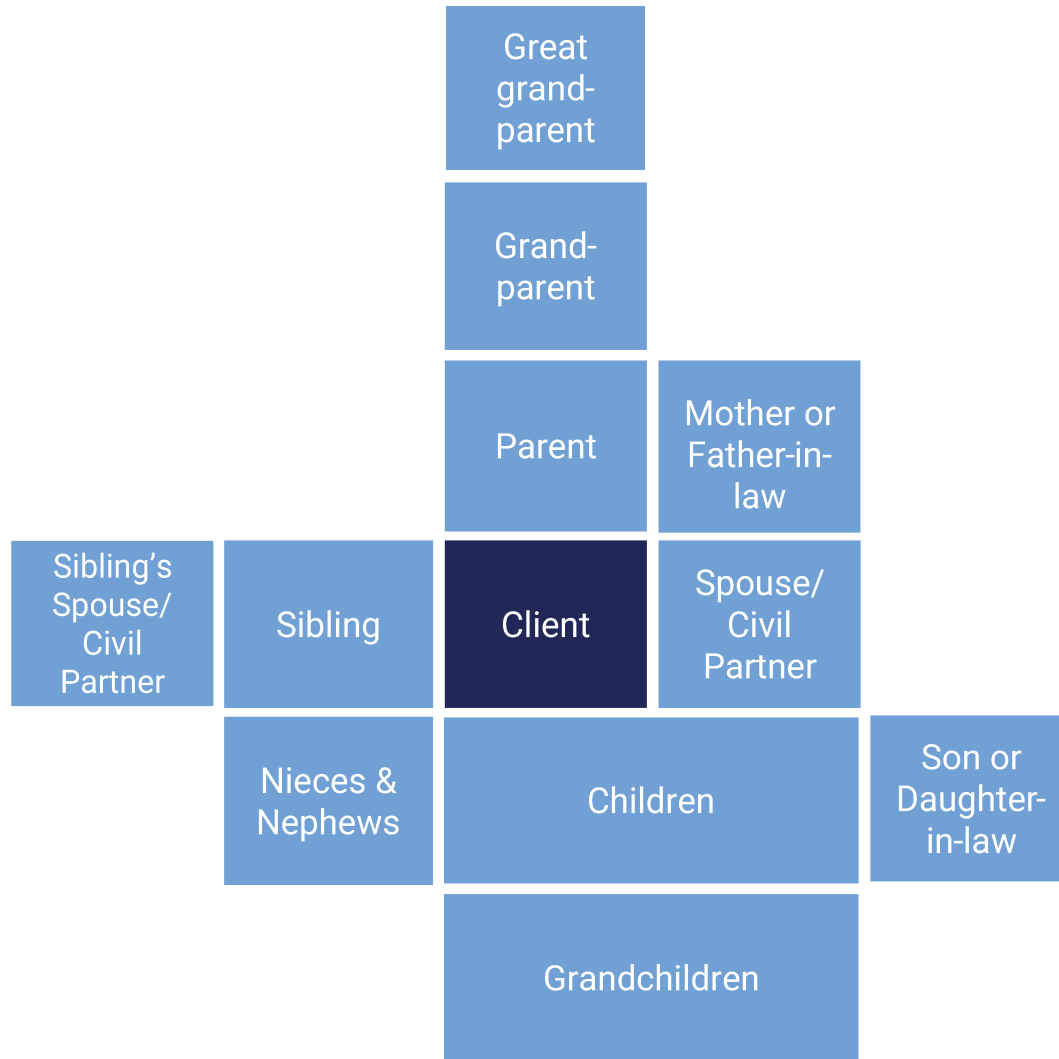 Great
grand-
parent
Grand-
parent
Parent
Mother or
Father-in-
law
Sibling’s
Spouse/
Civil
Partner
Sibling
Client
Spouse/
Civil
Partner
Nieces &
Nephews
Children
Son or
Daughter-
in-law
Grandchildren